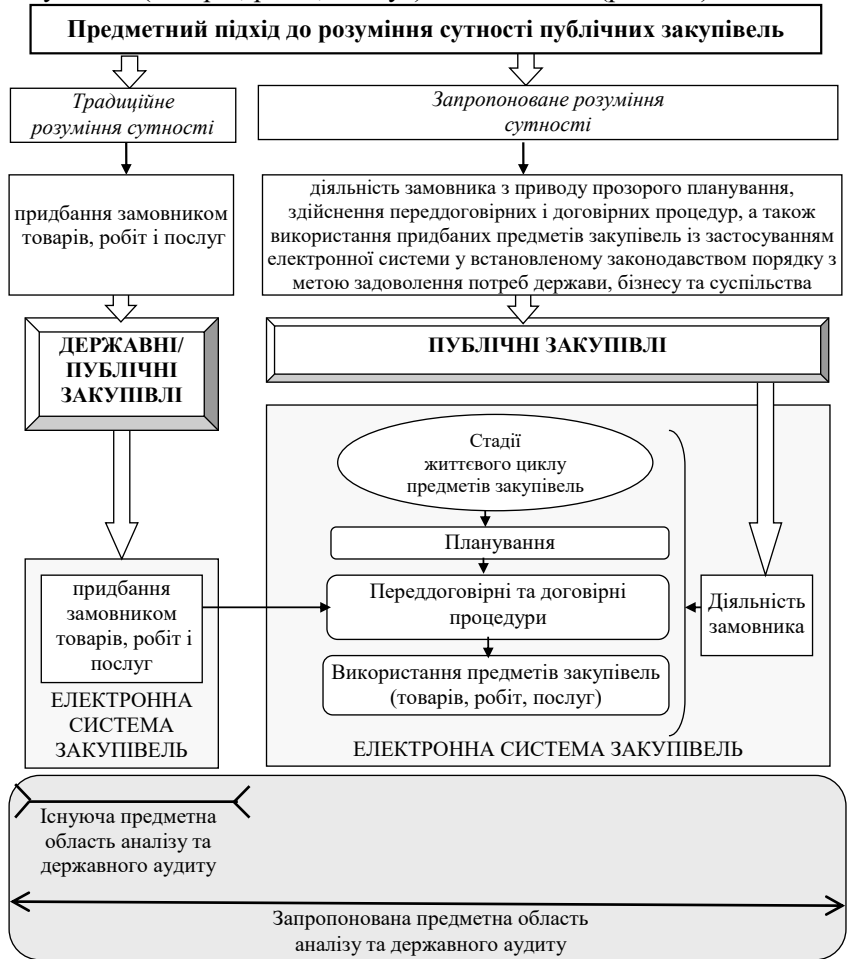 Предметний підхід до розуміння сутності публічних закупівель
Традиційне
розуміння сутності
Запропоноване розуміння
сутності
придбання замовником
товарів, робіт і послуг
діяльність замовника з приводу прозорого планування,
здійснення переддоговірних і договірних процедур, а також
використання придбаних предметів закупівель із застосуванням
електронної системи у встановленому законодавством порядку з
метою задоволення потреб держави, бізнесу та суспільства
ДЕРЖАВНІ/
ПУБЛІЧНІ
ЗАКУПІВЛІ
ПУБЛІЧНІ ЗАКУПІВЛІ
Стадії
життєвого циклу
предметів закупівель
Планування
Переддоговірні та договірні
процедури
Використання предметів закупівель
(товарів, робіт, послуг)
Діяльність
замовника
ЕЛЕКТРОННА СИСТЕМА ЗАКУПІВЕЛЬ
придбання
замовником
товарів, робіт і
послуг
ЕЛЕКТРОННА
СИСТЕМА
ЗАКУПІВЕЛЬ
Існуюча предметна
область аналізу та
державного аудиту
Запропонована предметна область
аналізу та державного аудиту